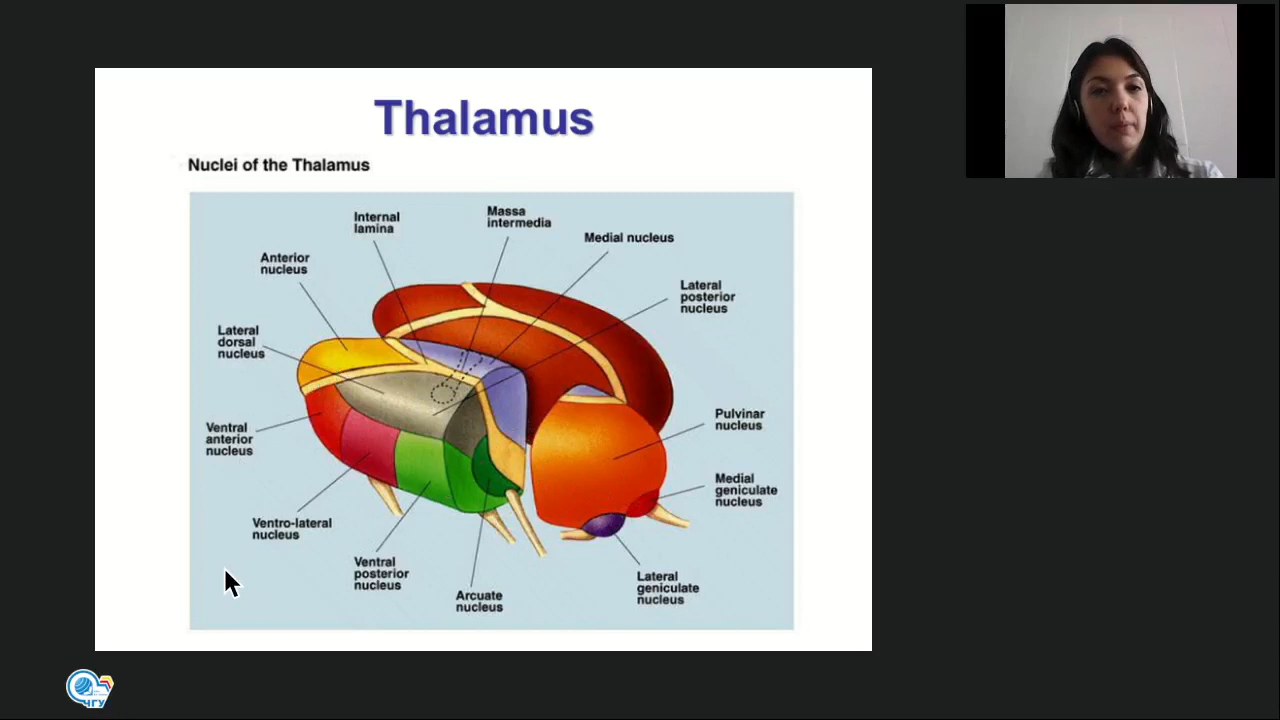 Thalamus
Nuclei of the Thalamus
Internal
lamina
Massa
intermedia
Medial nucleus
Anterior
nucleus
Lateral
posterior
nucleus
Lateral
dorsal
nucleus
Ventral
anterior
nucleus
Pulvinar
nucleus
Medial
geniculate
nucleus
Ventro-lateral
nucleus
Ventral
posterior
nucleus
Arcuate
nucleus
Lateral
geniculate
nucleus
ЧГУ